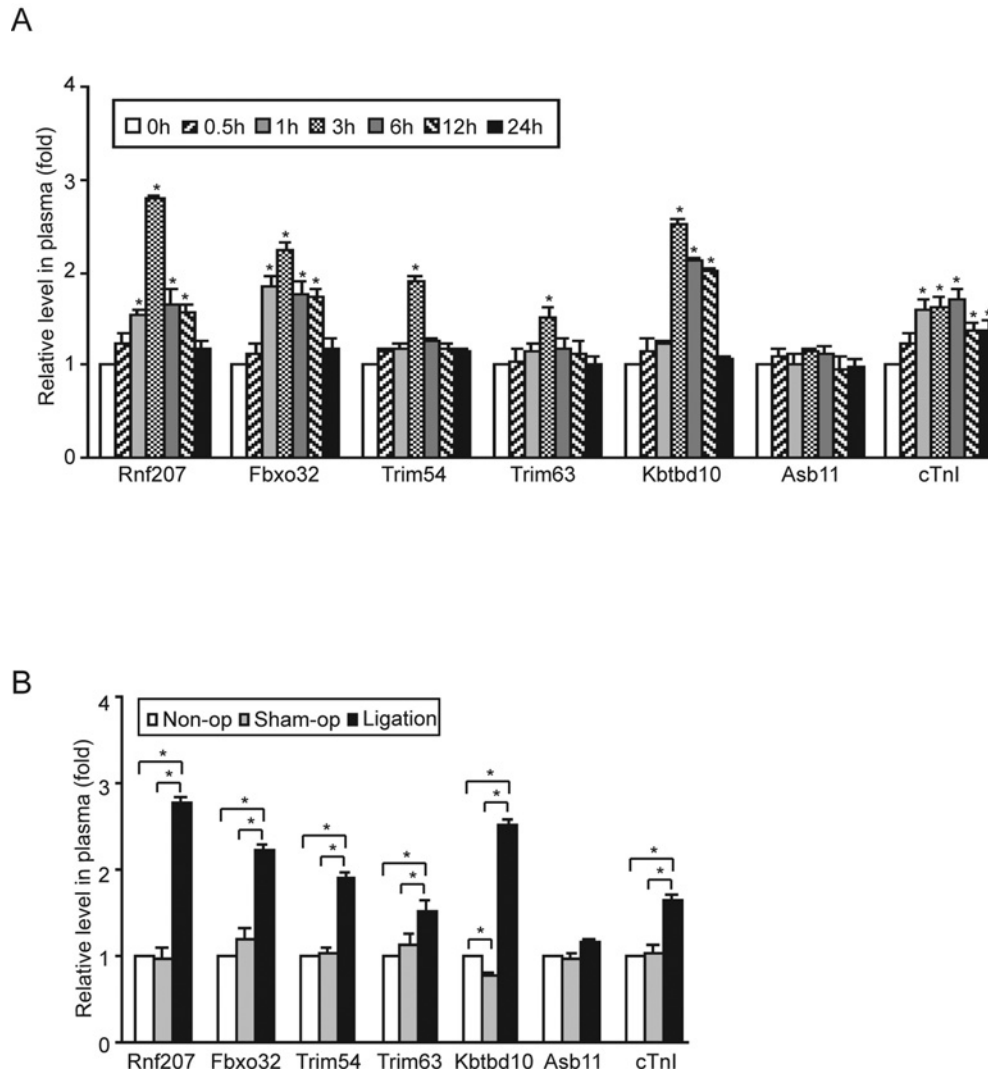 A
Relative level in plasma (fold)
4
3
2
1
0
0h 0.5h 1h 3h 6h 12h 24h
* * * * * * * * * * * * * * * * * *
Rnf207 Fbxo32 Trim54 Trim63 Kbtbd10 Asb11 cTnI
B
Relative level in plasma (fold)
4
3
2
1
0
Non-op Sham-op Ligation
* * * * * * * * * * * * *
Rnf207 Fbxo32 Trim54 Trim63 Kbtbd10 Asb11 cTnI